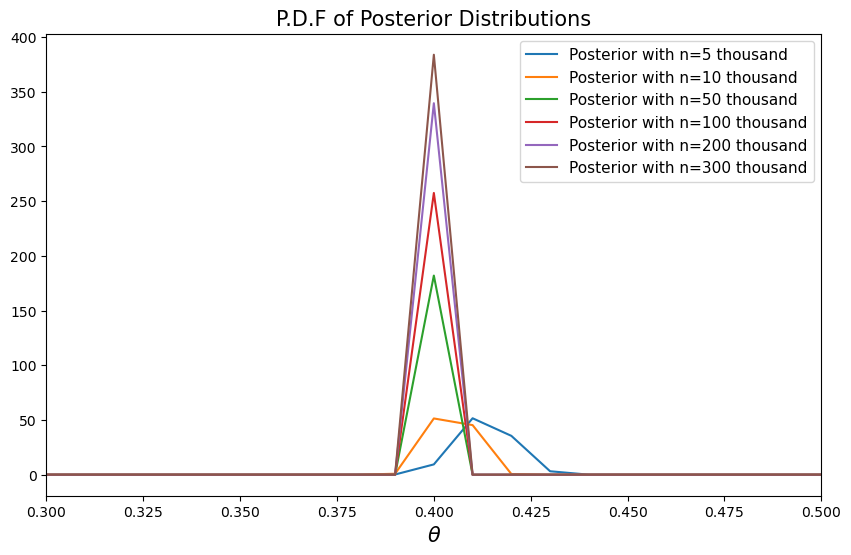 P.D.F of Posterior Distributions
400
350
300
250
200
150
100
50
0
Posterior with n=5 thousand
Posterior with n=10 thousand
Posterior with n=50 thousand
Posterior with n=100 thousand
Posterior with n=200 thousand
Posterior with n=300 thousand
0.300 0.325 0.350 0.375 0.400 0.425 0.450 0.475 0.500
θ